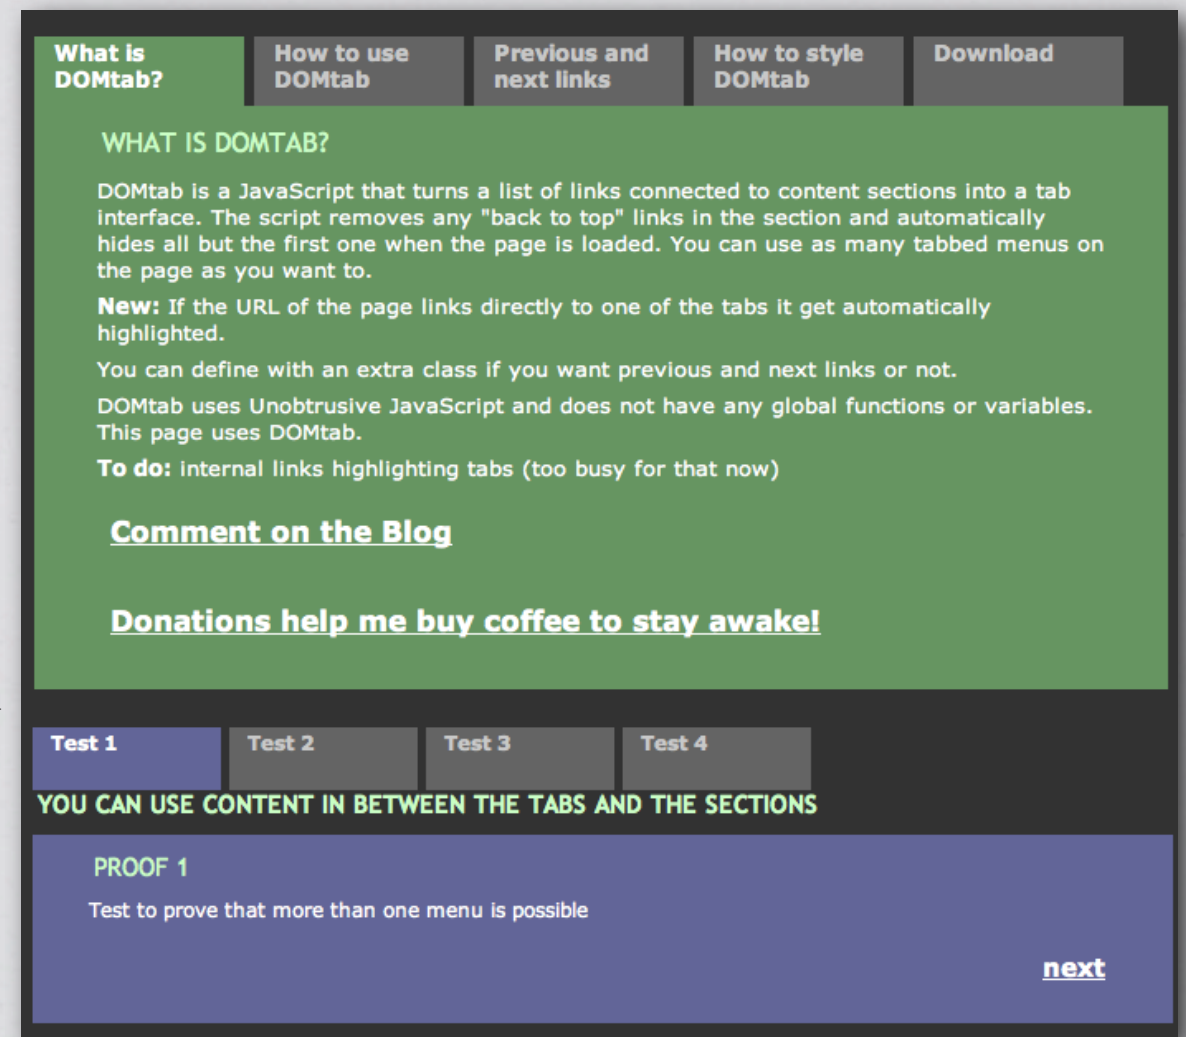 What is
DOMtab?
How to use
DOMtab
Previous and
next links
How to style
DOMtab
Download
WHAT IS DOMTAB?
DOMtab is a JavaScript that turns a list of links connected to content sections into a tab
interface. The script removes any "back to top" links in the section and automatically
hides all but the first one when the page is loaded. You can use as many tabbed menus on
the page as you want to.
New: If the URL of the page links directly to one of the tabs it get automatically
highlighted.
You can define with an extra class if you want previous and next links or not.
DOMtab uses Unobtrusive JavaScript and does not have any global functions or variables.
This page uses DOMtab.
To do: internal links highlighting tabs (too busy for that now)
Comment on the Blog
Donations help me buy coffee to stay awake!
Test 1
Test 2
Test 3
Test 4
YOU CAN USE CONTENT IN BETWEEN THE TABS AND THE SECTIONS
PROOF 1
Test to prove that more than one menu is possible
next